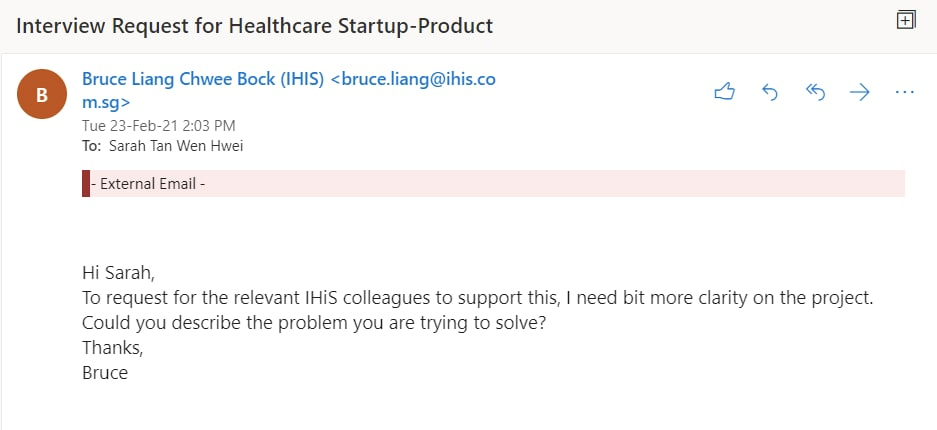 Interview Request for Healthcare Startup-Product
B
Bruce Liang Chwee Bock (IHIS) <bruce.liang@ihis.co
m.sg>
Tue 23-Feb-21 2:03 PM
To: Sarah Tan Wen Hwei
- External Email -
Hi Sarah,
To request for the relevant IHiS colleagues to support this, I need bit more clarity on the project.
Could you describe the problem you are trying to solve?
Thanks,
Bruce